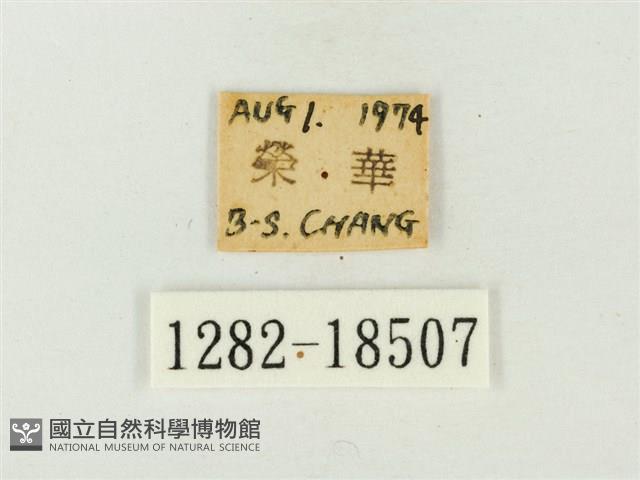 AUG 1. 1974
榮 · 華
B-S. CHANG
1282-18507
國立自然科學博物館
NATIONAL MUSEUM OF NATURAL SCIENCE